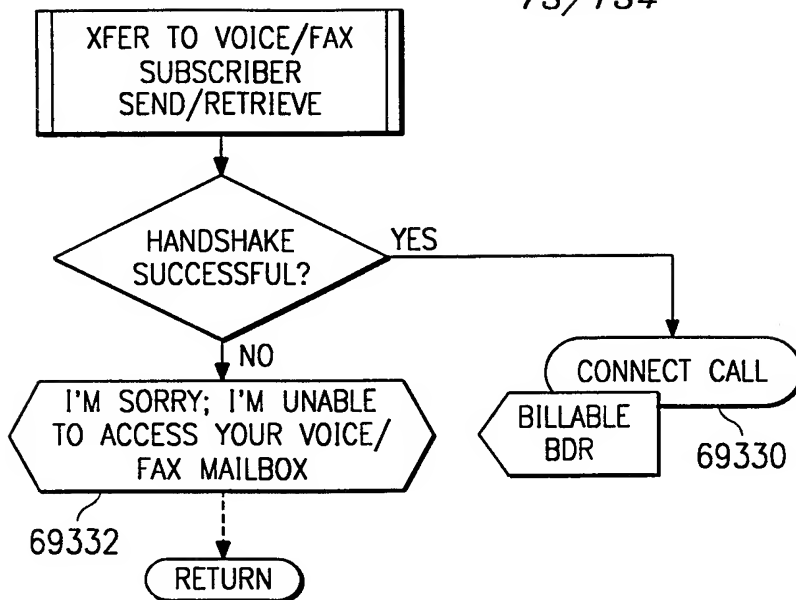 73/134
XFER TO VOICE/FAX
SUBSCRIBER
SEND/RETRIEVE
HANDSHAKE
SUCCESSFUL?
YES
NO
CONNECT CALL
BILLABLE
BDR
69330
I'M SORRY; I'M UNABLE
TO ACCESS YOUR VOICE/
FAX MAILBOX
69332
RETURN